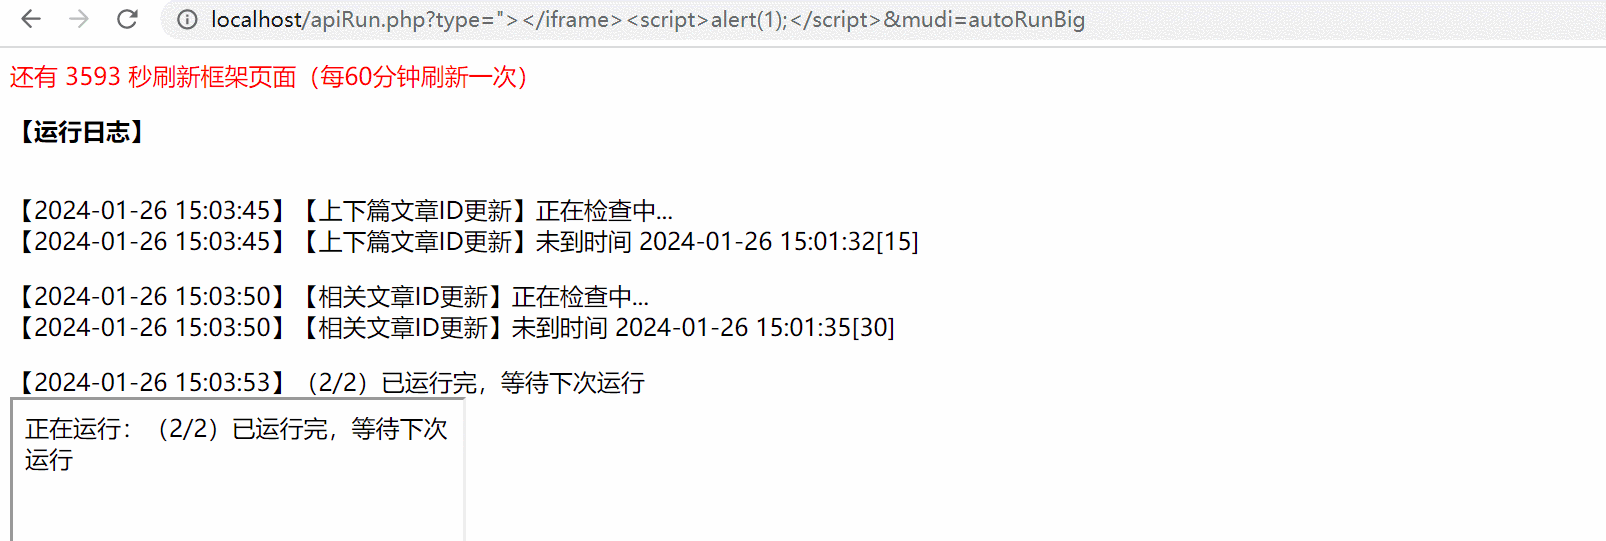 localhost/apiRun.php?type="></iframe><script>alert(1);</script>&mudi=autoRunBig
还有 3593 秒刷新框架页面（每60分钟刷新一次）
【运行日志】
【2024-01-26 15:03:45】【上下篇文章ID更新】正在检查中...
【2024-01-26 15:03:45】【上下篇文章ID更新】未到时间 2024-01-26 15:01:32[15]
【2024-01-26 15:03:50】【相关文章ID更新】正在检查中...
【2024-01-26 15:03:50】【相关文章ID更新】未到时间 2024-01-26 15:01:35[30]
【2024-01-26 15:03:53】（2/2）已运行完，等待下次运行
正在运行：（2/2）已运行完，等待下次
运行